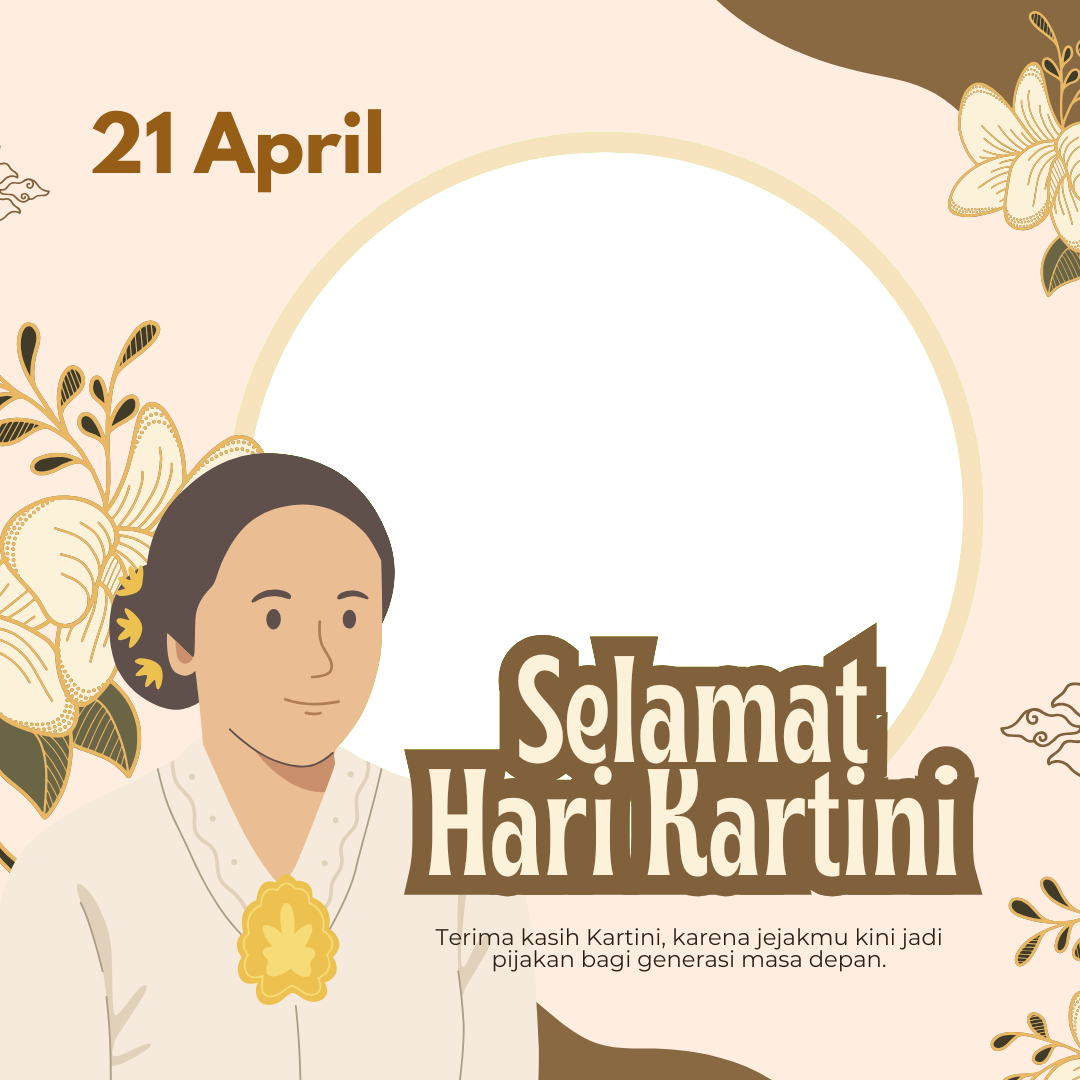 21 April
Selamat
Hari Kartini
Terima kasih Kartini, karena jejakmu kini jadi
pijakan bagi generasi masa depan.